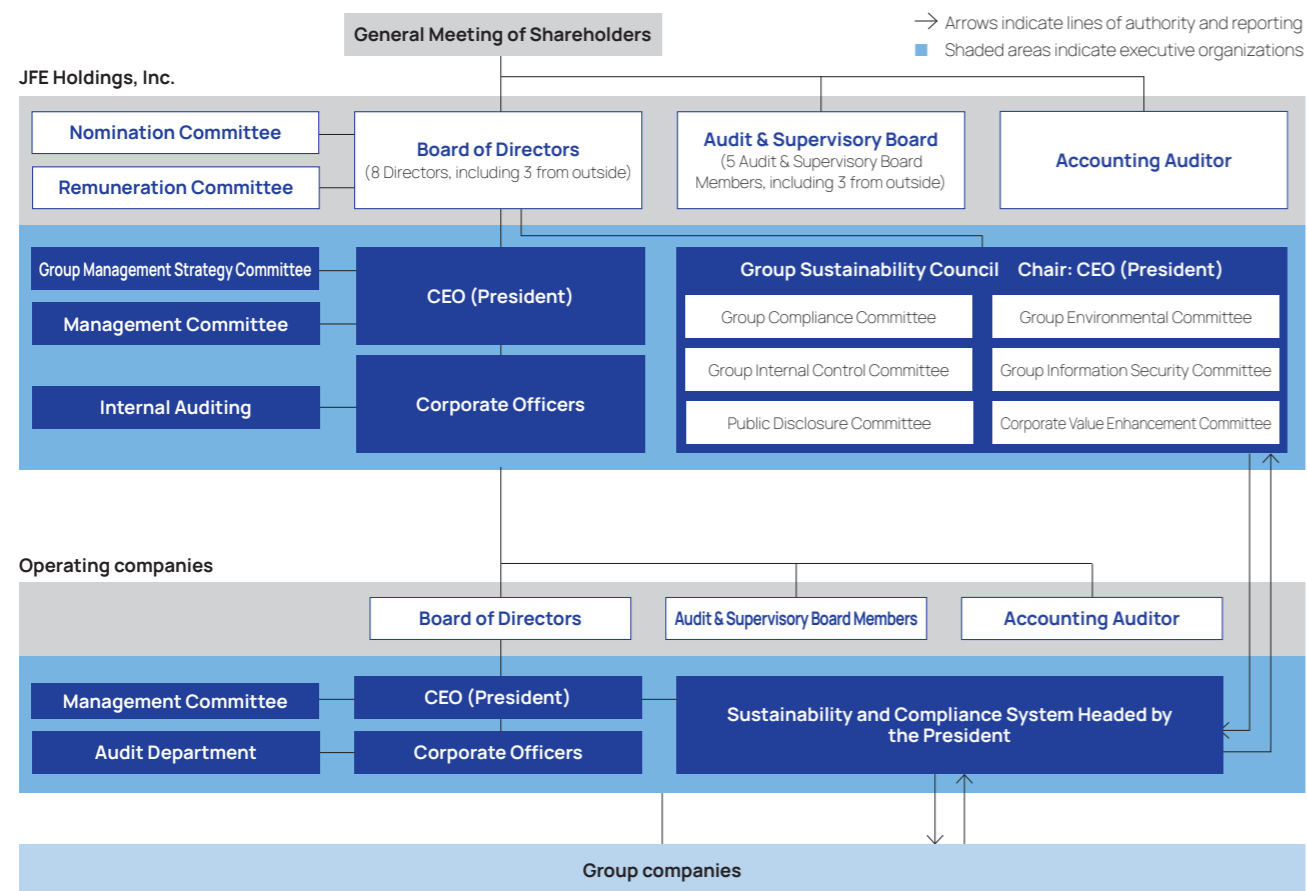 General Meeting of Shareholders
→ Arrows indicate lines of authority and reporting
Shaded areas indicate executive organizations
JFE Holdings, Inc.
Nomination Committee
Remuneration Committee
Board of Directors
(8 Directors, including 3 from outside)
Audit & Supervisory Board
(5 Audit & Supervisory Board
Members, including 3 from outside)
Accounting Auditor
Group Management Strategy Committee
Management Committee
Internal Auditing
CEO (President)
Corporate Officers
Group Sustainability Council Chair: CEO (President)
Group Compliance Committee
Group Environmental Committee
Group Internal Control Committee
Group Information Security Committee
Public Disclosure Committee
Corporate Value Enhancement Committee
Operating companies
Board of Directors
Audit & Supervisory Board Members
Accounting Auditor
Management Committee
CEO (President)
Audit Department
Corporate Officers
Sustainability and Compliance System Headed by
the President
Group companies